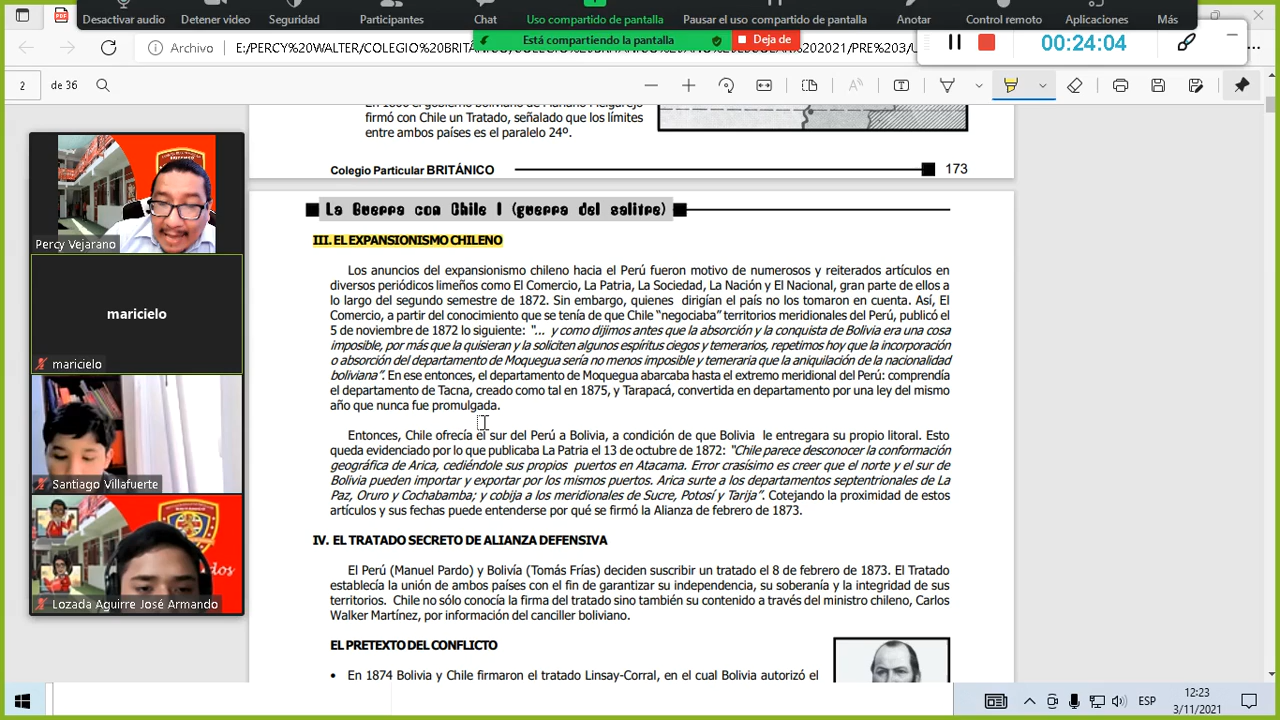 Desactivar audio
Detener video
Seguridad
Participantes
Chat
Uso compartido de pantalla
Pausar el uso compartido de pantalla
Anotar
Control remoto
Aplicaciones
Más
Está compartiendo la pantalla
Deja de
00:24:04
Archivo
2 de 36
firmó con Chile un Tratado, señalado que los límites
entre ambos países es el paralelo 24º.
Colegio Particular BRITÁNICO
173
La Guerra con Chile I (guerra del salitre)
III. EL EXPANSIONISMO CHILENO
Los anuncios del expansionismo chileno hacia el Perú fueron motivo de numerosos y reiterados artículos en
diversos periódicos limeños como El Comercio, La Patria, La Sociedad, La Nación y El Nacional, gran parte de ellos a
lo largo del segundo semestre de 1872. Sin embargo, quienes dirigían el país no los tomaron en cuenta. Así, El
Comercio, a partir del conocimiento que se tenía de que Chile "negociaba" territorios meridionales del Perú, publicó el
5 de noviembre de 1872 lo siguiente: "... y como dijimos antes que la absorción y la conquista de Bolivia era una cosa
imposible, por más que la quisieran y la soliciten algunos espíritus ciegos y temerarios, repetimos hoy que la incorporación
o absorción del departamento de Moquegua sería no menos imposible y temeraria que la aniquilación de la nacionalidad
boliviana". En ese entonces, el departamento de Moquegua abarcaba hasta el extremo meridional del Perú: comprendía
el departamento de Tacna, creado como tal en 1875, y Tarapacá, convertida en departamento por una ley del mismo
año que nunca fue promulgada.
Entonces, Chile ofrecía el sur del Perú a Bolivia, a condición de que Bolivia le entregara su propio litoral. Esto
queda evidenciado por lo que publicaba La Patria el 13 de octubre de 1872: "Chile parece desconocer la conformación
geográfica de Arica, cediéndole sus propios puertos en Atacama. Error crasísimo es creer que el norte y el sur de
Bolivia pueden importar y exportar por los mismos puertos. Arica surte a los departamentos septentrionales de La
Paz, Oruro y Cochabamba; y cobija a los meridionales de Sucre, Potosí y Tarija". Cotejando la proximidad de estos
artículos y sus fechas puede entenderse por qué se firmó la Alianza de febrero de 1873.
IV. EL TRATADO SECRETO DE ALIANZA DEFENSIVA
El Perú (Manuel Pardo) y Bolivía (Tomás Frías) deciden suscribir un tratado el 8 de febrero de 1873. El Tratado
establecía la unión de ambos países con el fin de garantizar su independencia, su soberanía y la integridad de sus
territorios. Chile no sólo conocía la firma del tratado sino también su contenido a través del ministro chileno, Carlos
Walker Martínez, por información del canciller boliviano.
EL PRETEXTO DEL CONFLICTO
• En 1874 Bolivia y Chile firmaron el tratado Linsay-Corral, en el cual Bolivia autorizó el
Percy Vejarano
maricielo
maricielo
Santiago Villafuerte
Lozada Aguirre José Armando
ESP
12:23
3/11/2021